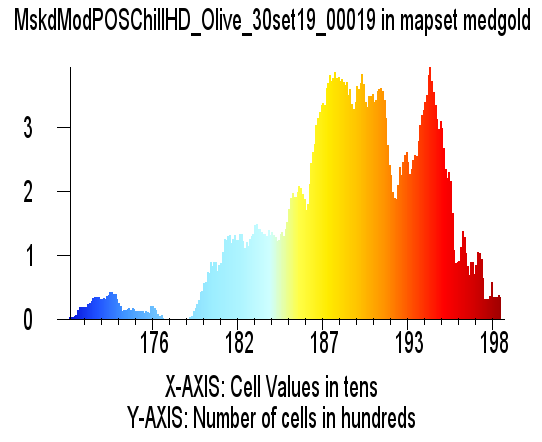 MskdModPOSChillHD_Olive_30set19_00019 in mapset medgold
3
2
1
0
176 182 187 193 198
X-AXIS: Cell Values in tens
Y-AXIS: Number of cells in hundreds